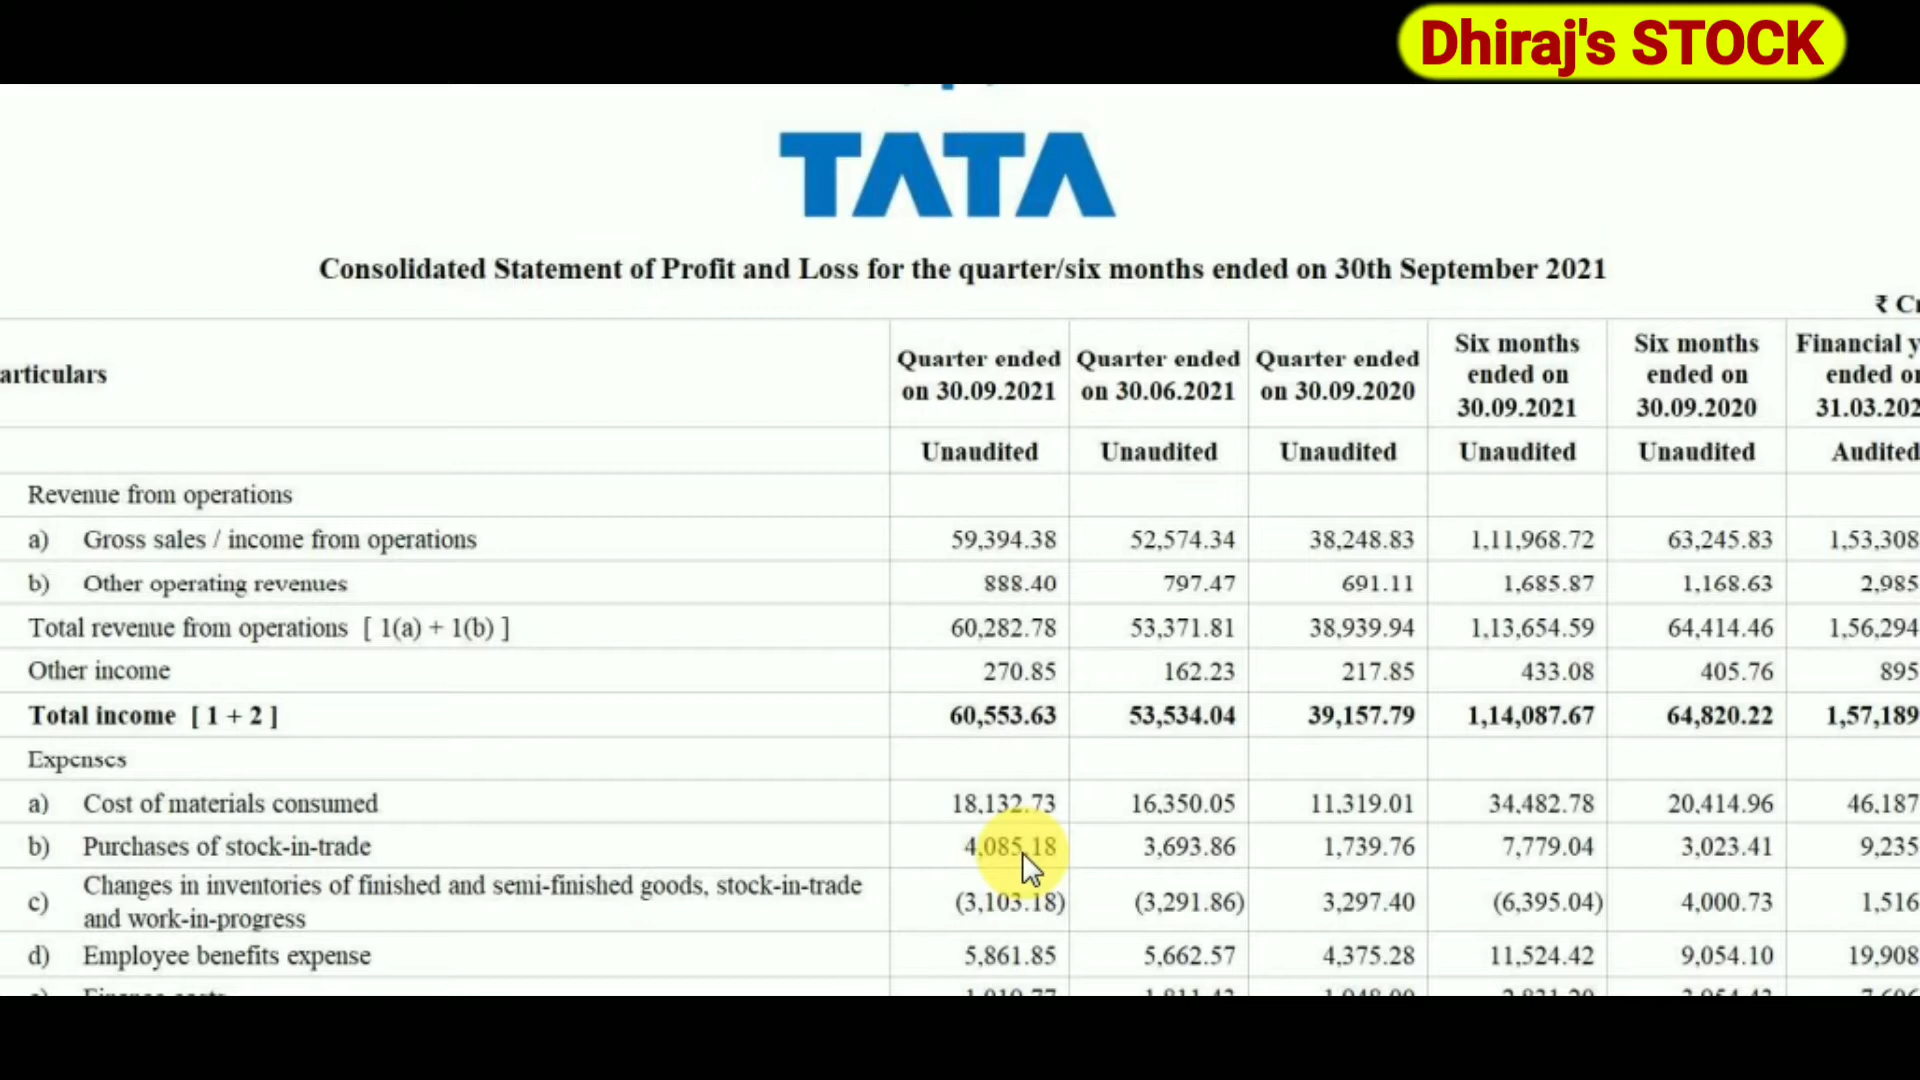 Dhiraj's STOCK
TATA
Consolidated Statement of Profit and Loss for the quarter/six months ended on 30th September 2021
₹ Cr
articulars Quarter ended on 30.09.2021 Quarter ended on 30.06.2021 Quarter ended on 30.09.2020 Six months ended on 30.09.2021 Six months ended on 30.09.2020 Financial y ended on 31.03.202
Unaudited Unaudited Unaudited Unaudited Unaudited Audited
Revenue from operations
a) Gross sales / income from operations 59,394.38 52,574.34 38,248.83 1,11,968.72 63,245.83 1,53,308
b) Other operating revenues 888.40 797.47 691.11 1,685.87 1,168.63 2,985
Total revenue from operations [ 1(a) + 1(b) ] 60,282.78 53,371.81 38,939.94 1,13,654.59 64,414.46 1,56,294
Other income 270.85 162.23 217.85 433.08 405.76 895
Total income [ 1 + 2 ] 60,553.63 53,534.04 39,157.79 1,14,087.67 64,820.22 1,57,189
Expenses
a) Cost of materials consumed 18,132.73 16,350.05 11,319.01 34,482.78 20,414.96 46,187
b) Purchases of stock-in-trade 4,085.18 3,693.86 1,739.76 7,779.04 3,023.41 9,235
c) Changes in inventories of finished and semi-finished goods, stock-in-trade
and work-in-progress (3,103.18) (3,291.86) 3,297.40 (6,395.04) 4,000.73 1,516
d) Employee benefits expense 5,861.85 5,662.57 4,375.28 11,524.42 9,054.10 19,908